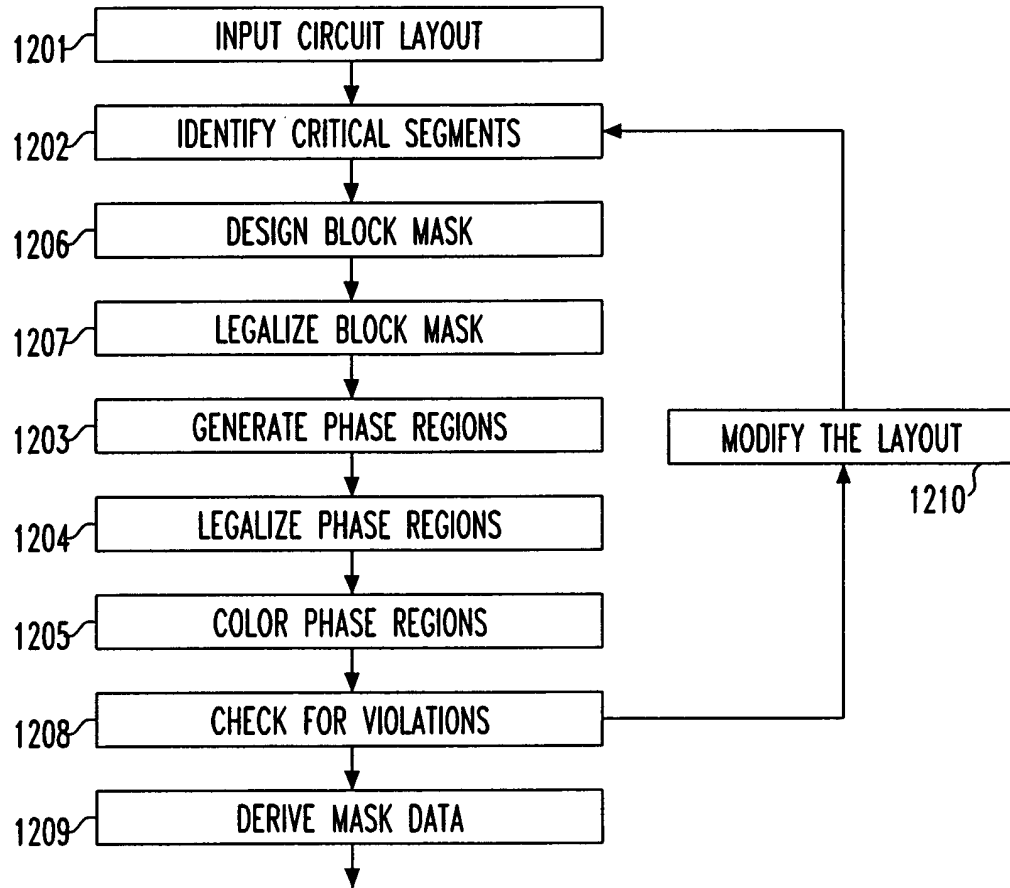 1201 INPUT CIRCUIT LAYOUT
1202 IDENTIFY CRITICAL SEGMENTS
1206 DESIGN BLOCK MASK
1207 LEGALIZE BLOCK MASK
1203 GENERATE PHASE REGIONS
MODIFY THE LAYOUT
1210
1204 LEGALIZE PHASE REGIONS
1205 COLOR PHASE REGIONS
1208 CHECK FOR VIOLATIONS
1209 DERIVE MASK DATA